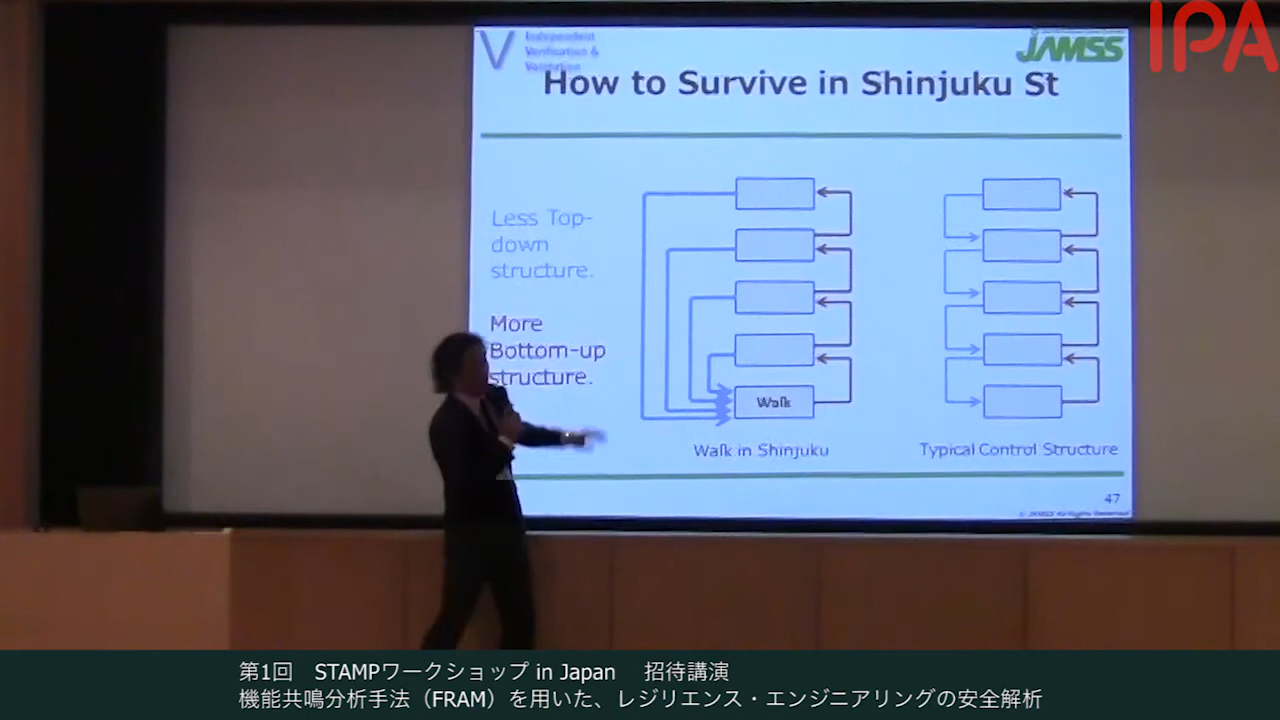 IPA
V
Independent
Verification &
Validation
JAMSS
How to Survive in Shinjuku St
Less Top-
down
structure.
More
Bottom-up
structure.
Walk
Walk in Shinjuku
Typical Control Structure
47
© JAMSS All Rights Reserved
第1回 STAMPワークショップ in Japan 招待講演
機能共鳴分析手法（FRAM）を用いた、レジリエンス・エンジニアリングの安全解析